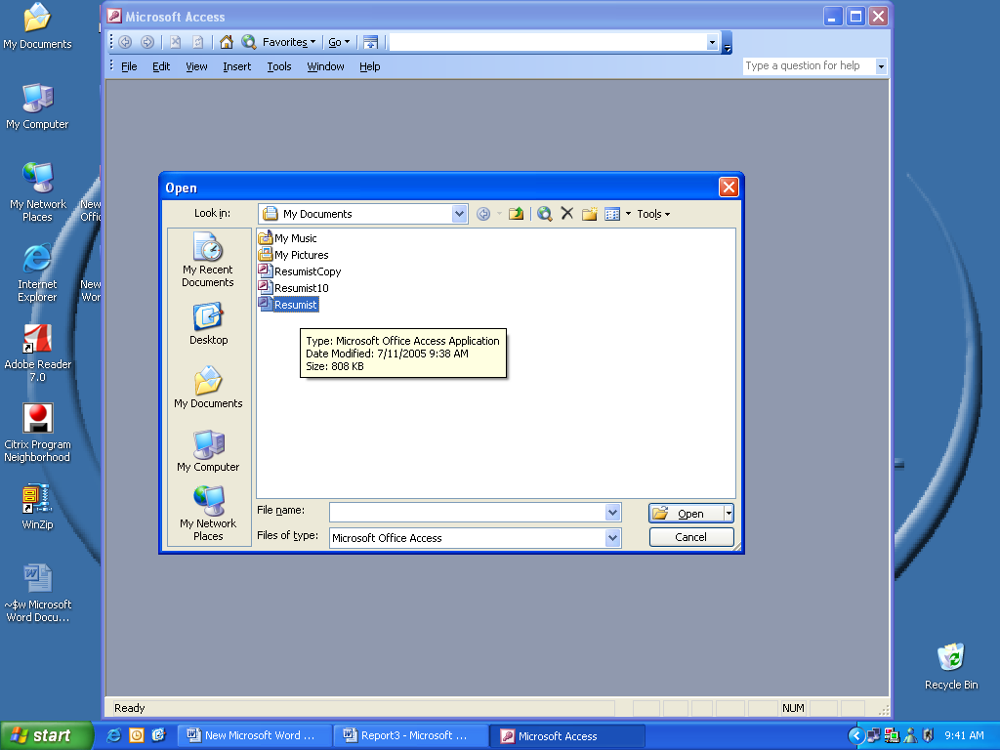 My Documents
My Computer
My Network
Places
New
Offic
Internet
Explorer
New
Wor
Adobe Reader
7.0
Citrix Program
Neighborhood
WinZip
~$w Microsoft
Word Docu...
Recycle Bin
Microsoft Access
Favorites
Go
File Edit View Insert Tools Window Help
Type a question for help
Open
Look in: My Documents Tools
My Recent
Documents
Desktop
My Documents
My Computer
My Network
Places
My Music
My Pictures
ResumistCopy
Resumist10
Resumist
Type: Microsoft Office Access Application
Date Modified: 7/11/2005 9:38 AM
Size: 808 KB
File name: Open
Files of type: Microsoft Office Access Cancel
Ready NUM
start New Microsoft Word ... Report3 - Microsoft ... Microsoft Access 9:41 AM